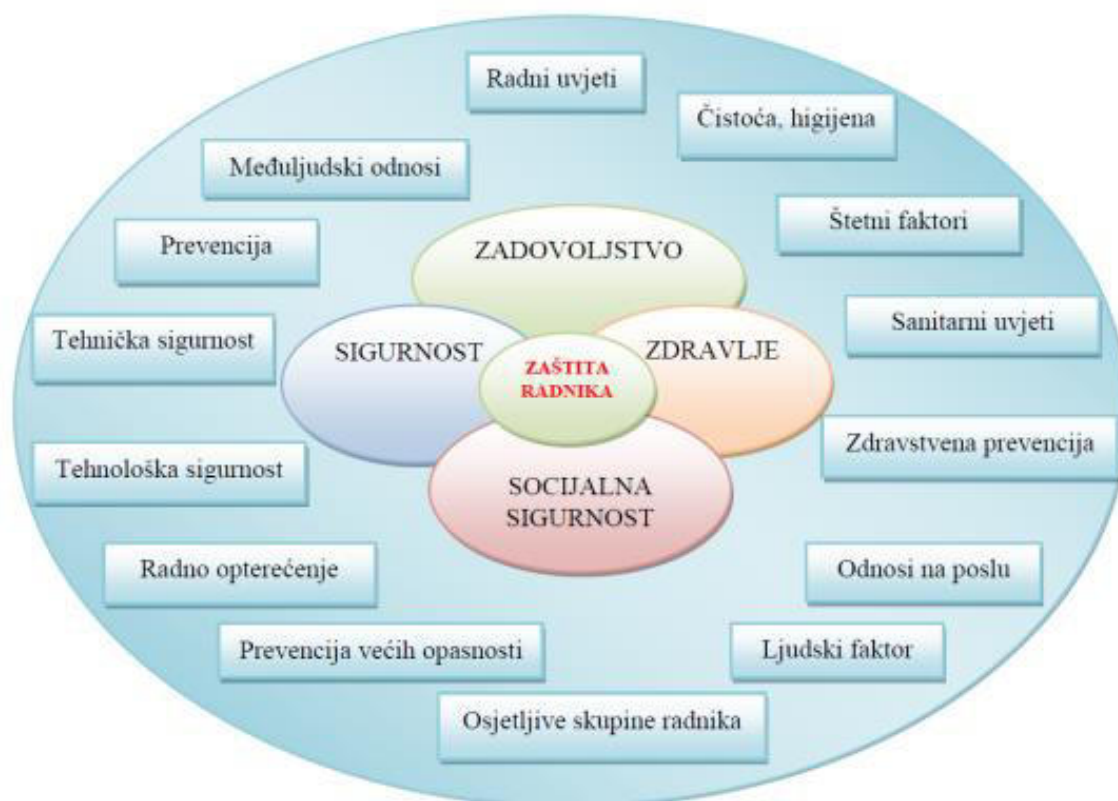 Radni uvjeti
Čistoća, higijena
Međuljudski odnosi
Štetni faktori
Prevencija
ZADOVOLJSTVO
Tehnička sigurnost
Sanitarni uvjeti
SIGURNOST
ZDRAVLJE
ZAŠTITA
RADNIKA
Zdravstvena prevencija
Tehnološka sigurnost
SOCIJALNA
SIGURNOST
Radno opterećenje
Odnosi na poslu
Prevencija većih opasnosti
Ljudski faktor
Osjetljive skupine radnika